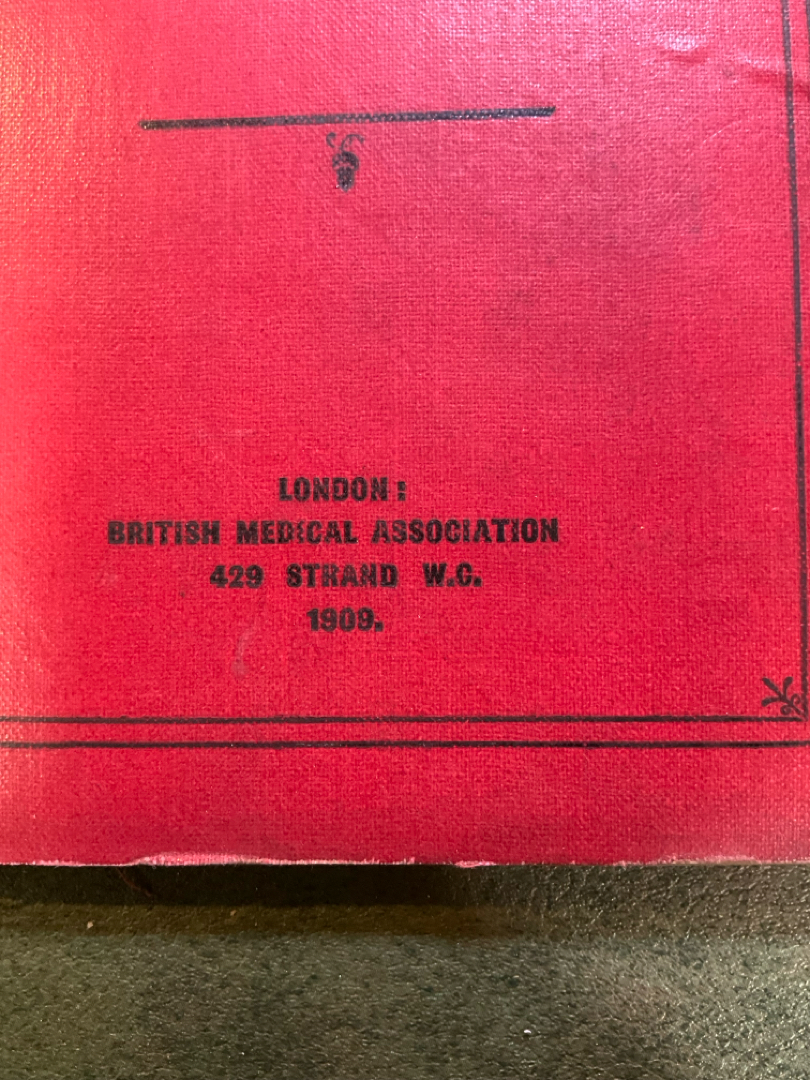 LONDON:
BRITISH MEDICAL ASSOCIATION
429 STRAND W.C.
1909.